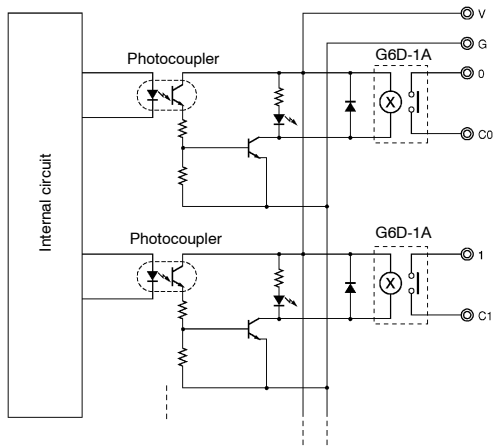 V
G
Photocoupler
G6D-1A
0
X
C0
Internal circuit
Photocoupler
G6D-1A
1
X
C1